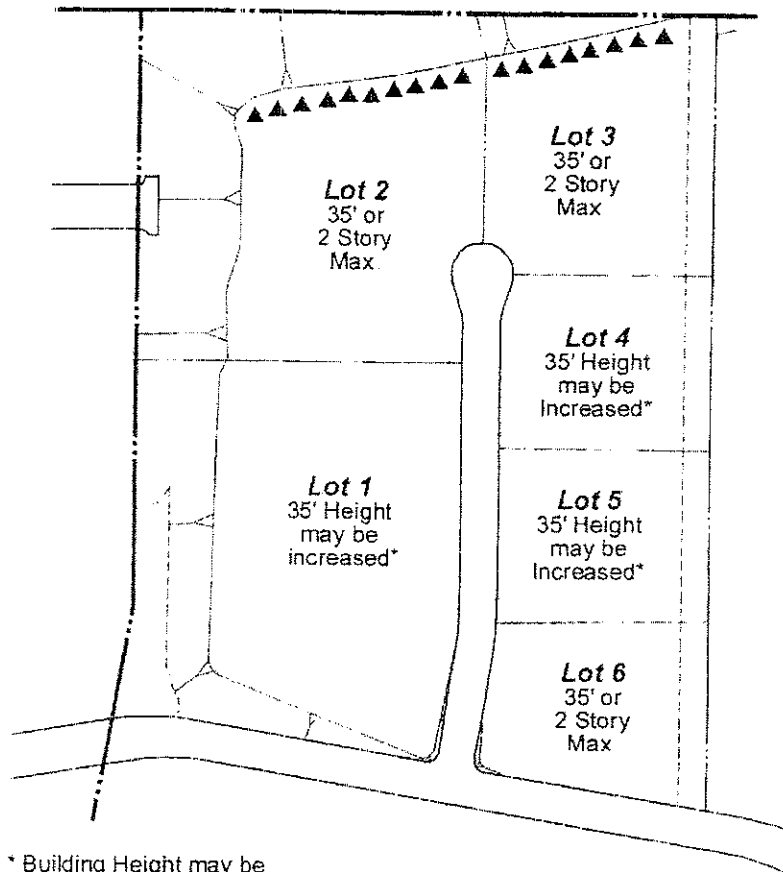 Lot 3
35' or
2 Story
Max
Lot 2
35' or
2 Story
Max
Lot 4
35' Height
may be
Increased*
Lot 1
35' Height
may be
increased*
Lot 5
35' Height
may be
Increased*
Lot 6
35' or
2 Story
Max
* Building Height may be